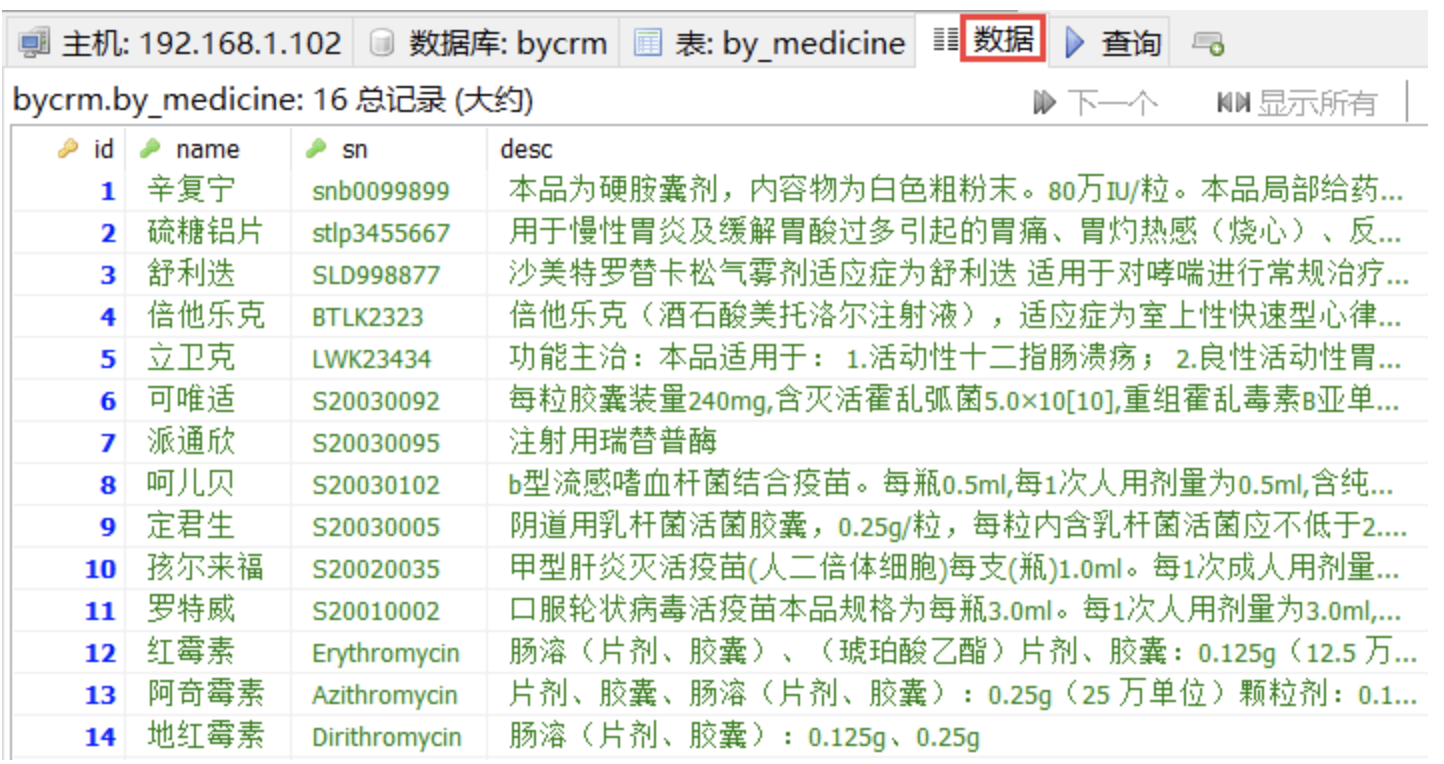 主机: 192.168.1.102 数据库: bycrm 表: by_medicine 数据 查询
bycrm.by_medicine: 16 总记录 (大约) 下一个 显示所有
id name sn desc
1 辛复宁 snb0099899 本品为硬胺囊剂，内容物为白色粗粉末。80万IU/粒。本品局部给药...
2 硫糖铝片 stlp3455667 用于慢性胃炎及缓解胃酸过多引起的胃痛、胃灼热感（烧心）、反...
3 舒利迭 SLD998877 沙美特罗替卡松气雾剂适应症为舒利迭 适用于对哮喘进行常规治疗...
4 倍他乐克 BTLK2323 倍他乐克（酒石酸美托洛尔注射液），适应症为室上性快速型心律...
5 立卫克 LWK23434 功能主治：本品适用于：1.活动性十二指肠溃疡；2.良性活动性胃...
6 可唯适 S20030092 每粒胶囊装量240mg,含灭活霍乱弧菌5.0×10[10],重组霍乱毒素B亚单...
7 派通欣 S20030095 注射用瑞替普酶
8 呵儿贝 S20030102 b型流感嗜血杆菌结合疫苗。每瓶0.5ml,每1次人用剂量为0.5ml,含纯...
9 定君生 S20030005 阴道用乳杆菌活菌胶囊，0.25g/粒，每粒内含乳杆菌活菌应不低于2....
10 孩尔来福 S20020035 甲型肝炎灭活疫苗(人二倍体细胞)每支(瓶)1.0ml。每1次成人用剂量...
11 罗特威 S20010002 口服轮状病毒活疫苗本品规格为每瓶3.0ml。每1次人用剂量为3.0ml,...
12 红霉素 Erythromycin 肠溶（片剂、胶囊）、（琥珀酸乙酯）片剂、胶囊：0.125g（12.5 万...
13 阿奇霉素 Azithromycin 片剂、胶囊、肠溶（片剂、胶囊）：0.25g（25 万单位）颗粒剂：0.1...
14 地红霉素 Dirithromycin 肠溶（片剂、胶囊）：0.125g、0.25g